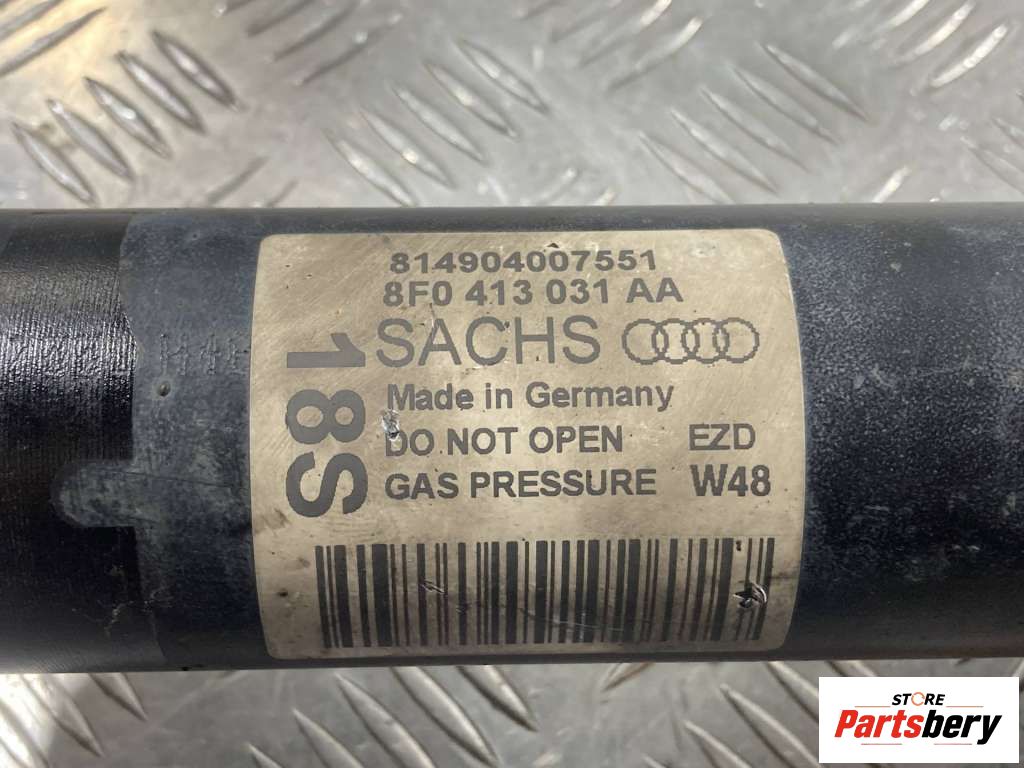 814904007551
8F0 413 031 AA
SACHS
Made in Germany
DO NOT OPEN EZD
GAS PRESSURE W48
18S
STORE
Partsbery